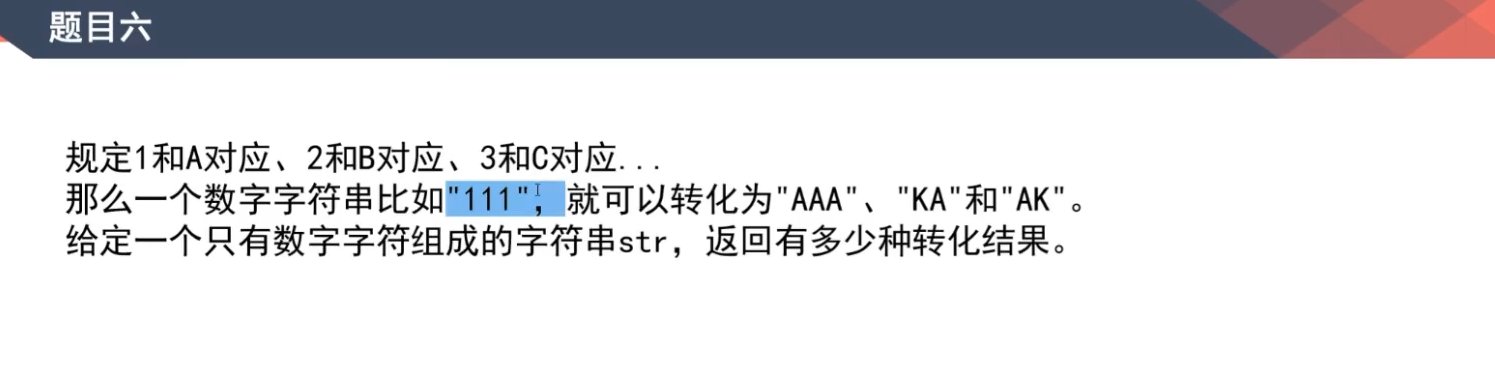 题目六
规定1和A对应、2和B对应、3和C对应...
那么一个数字字符串比如"111"，就可以转化为"AAA"、"KA"和"AK"。
给定一个只有数字字符组成的字符串str，返回有多少种转化结果。